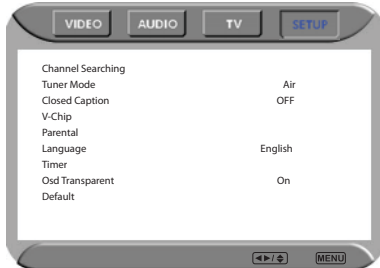 VIDEO AUDIO TV SETUP
Channel Searching
Tuner Mode Air
Closed Caption OFF
V-Chip
Parental
Language English
Timer
Osd Transparent On
Default
◄►/ MENU